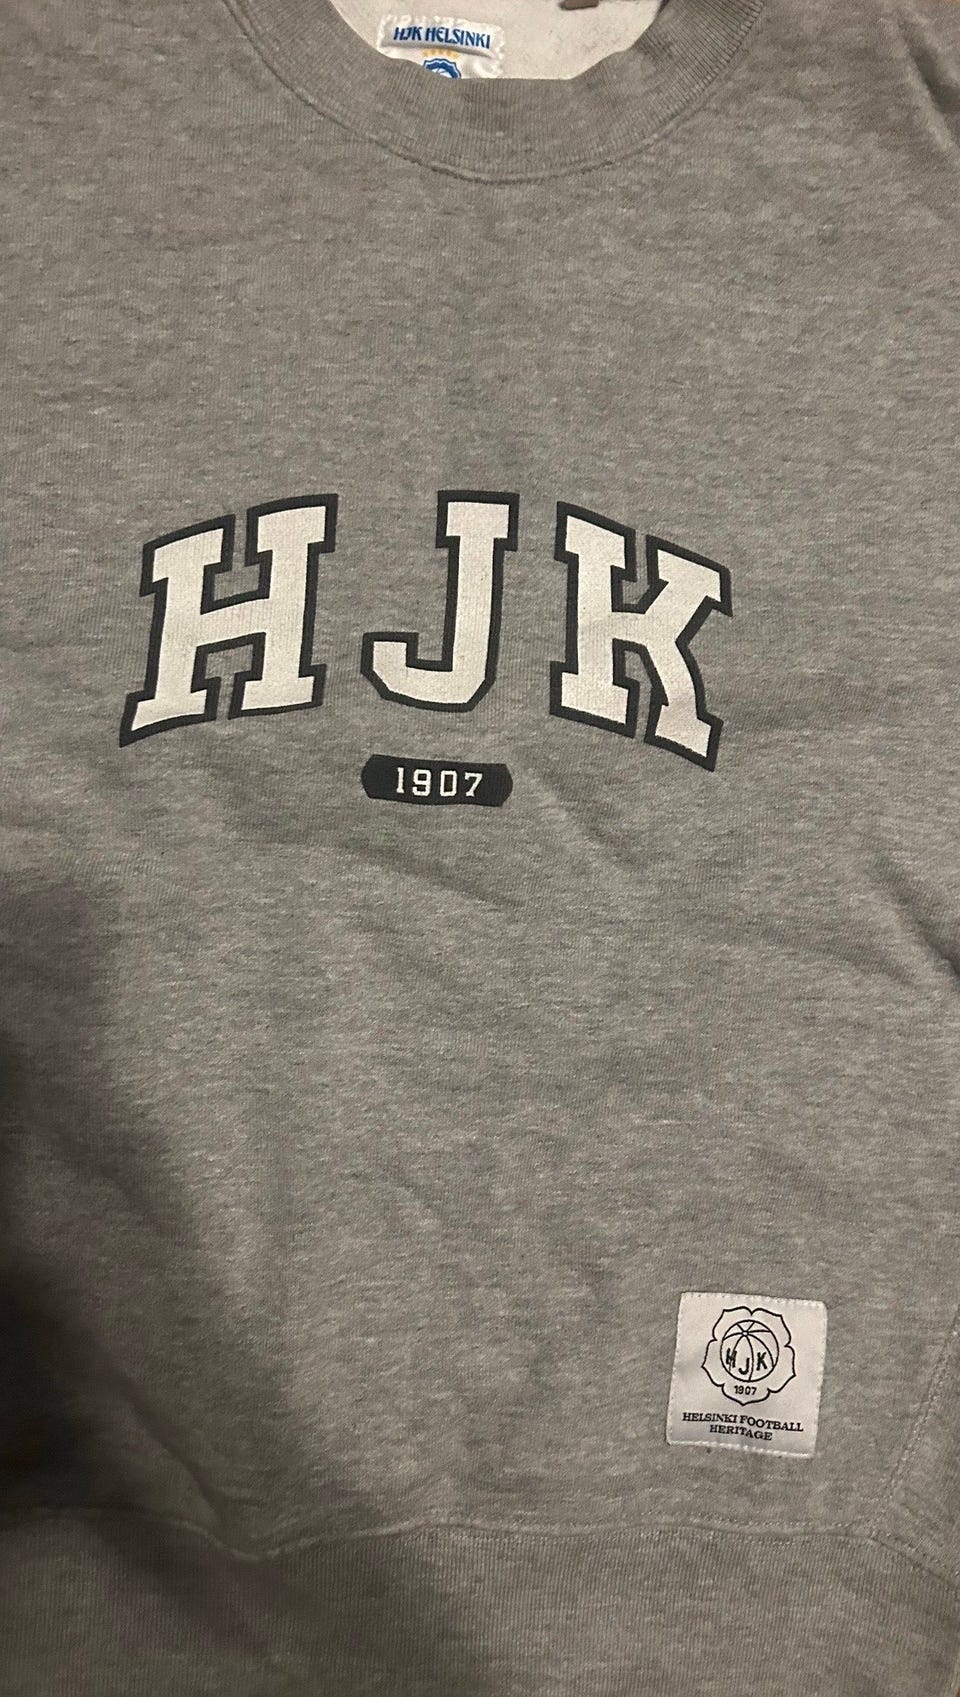 HJK HELSINKI
HJK
1907
HJK
1907
HELSINKI FOOTBALL
HERITAGE